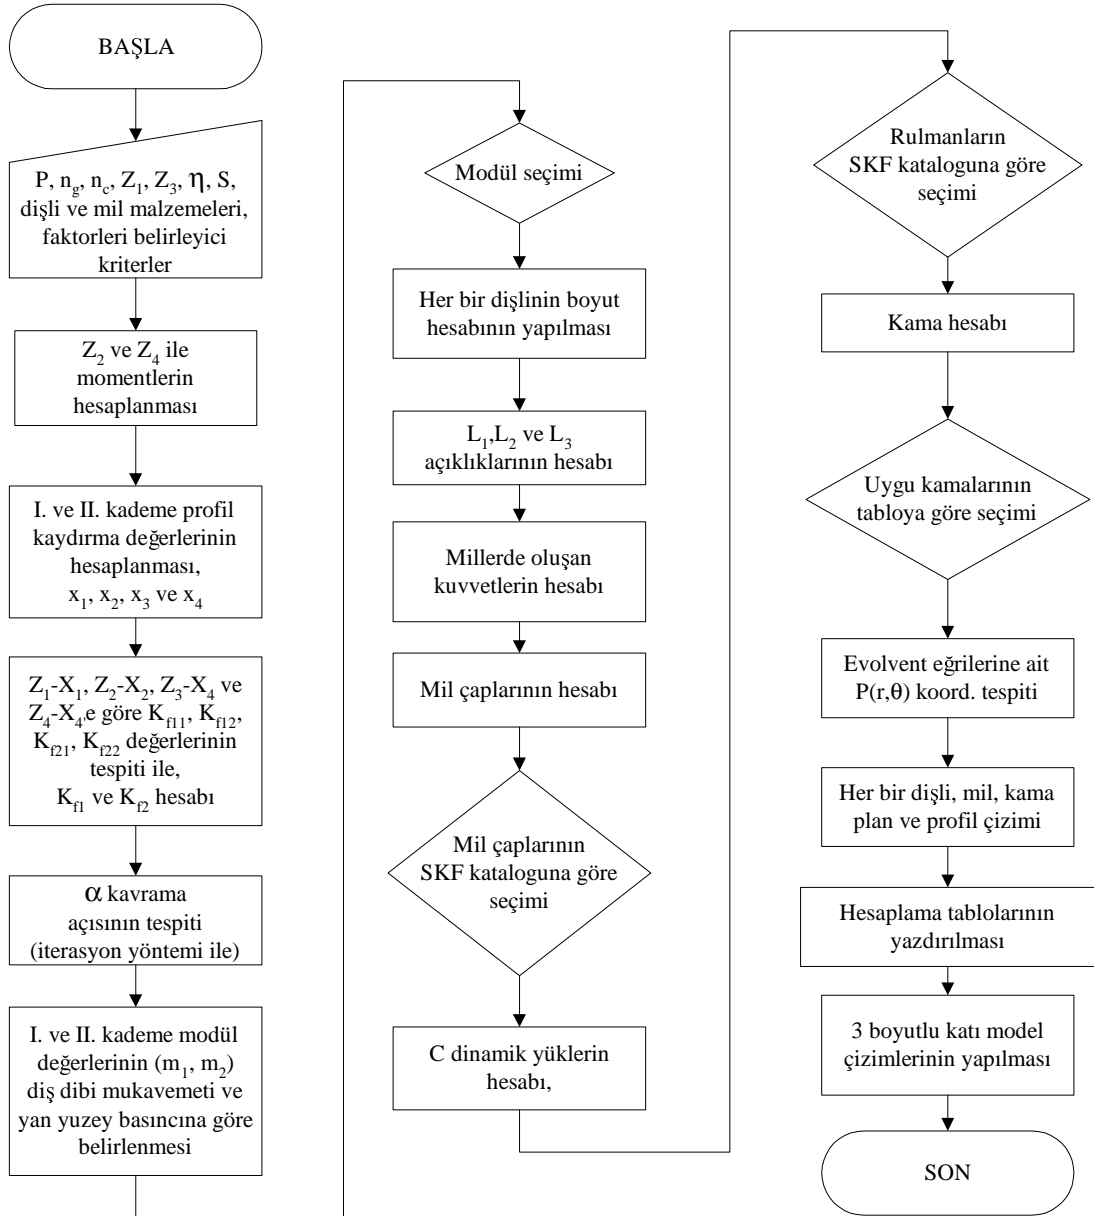 BAŞLA
P, n_g, n_c, Z_1, Z_3, η, S,
dişli ve mil malzemeleri,
faktorleri belirleyici
kriterler
Z_2 ve Z_4 ile
momentlerin
hesaplanması
I. ve II. kademe profil
kaydırma değerlerinin
hesaplanması,
x_1, x_2, x_3 ve x_4
Z_1-X_1, Z_2-X_2, Z_3-X_4 ve
Z_4-X_4'e göre K_f11, K_f12,
K_f21, K_f22 değerlerinin
tespiti ile,
K_f1 ve K_f2 hesabı
α kavrama
açısının tespiti
(iterasyon yöntemi ile)
I. ve II. kademe modül
değerlerinin (m_1, m_2)
diş dibi mukavemeti ve
yan yuzey basıncına göre
belirlenmesi
Modül seçimi
Her bir dişlinin boyut
hesabının yapılması
L_1,L_2 ve L_3
açıklıklarının hesabı
Millerde oluşan
kuvvetlerin hesabı
Mil çaplarının hesabı
Mil çaplarının
SKF kataloguna göre
seçimi
C dinamik yüklerin
hesabı,
Rulmanların
SKF kataloguna göre
seçimi
Kama hesabı
Uygu kamalarının
tabloya göre seçimi
Evolvent eğrilerine ait
P(r,θ) koord. tespiti
Her bir dişli, mil, kama
plan ve profil çizimi
Hesaplama tablolarının
yazdırılması
3 boyutlu katı model
çizimlerinin yapılması
SON